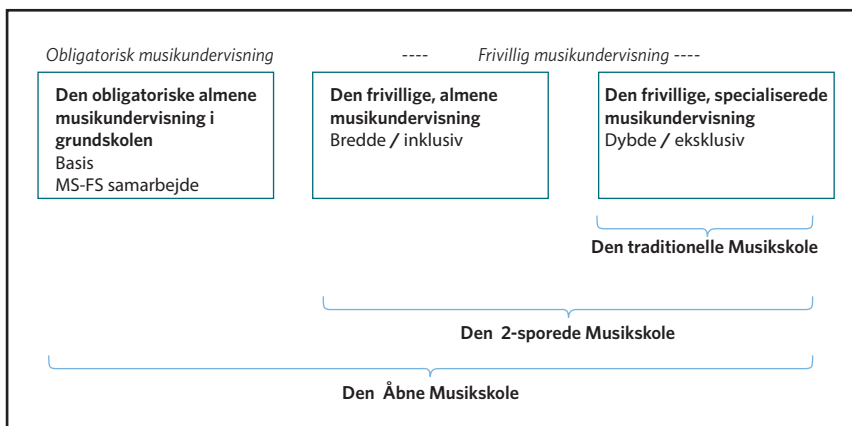 Obligatorisk musikundervisning ---- Frivillig musikundervisning ----
Den obligatoriske almene
musikundervisning i
grundskolen
Basis
MS-FS samarbejde
Den frivillige, almene
musikundervisning
Bredde / inklusiv
Den frivillige, specialiserede
musikundervisning
Dybde / eksklusiv
Den traditionelle Musikskole
Den 2-sporede Musikskole
Den Åbne Musikskole